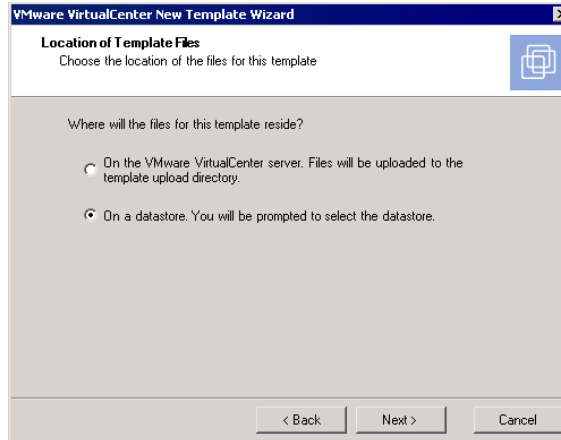 VMware VirtualCenter New Template Wizard
Location of Template Files
Choose the location of the files for this template
Where will the files for this template reside?
On the VMware VirtualCenter server. Files will be uploaded to the
template upload directory.
On a datastore. You will be prompted to select the datastore.
< Back
Next >
Cancel